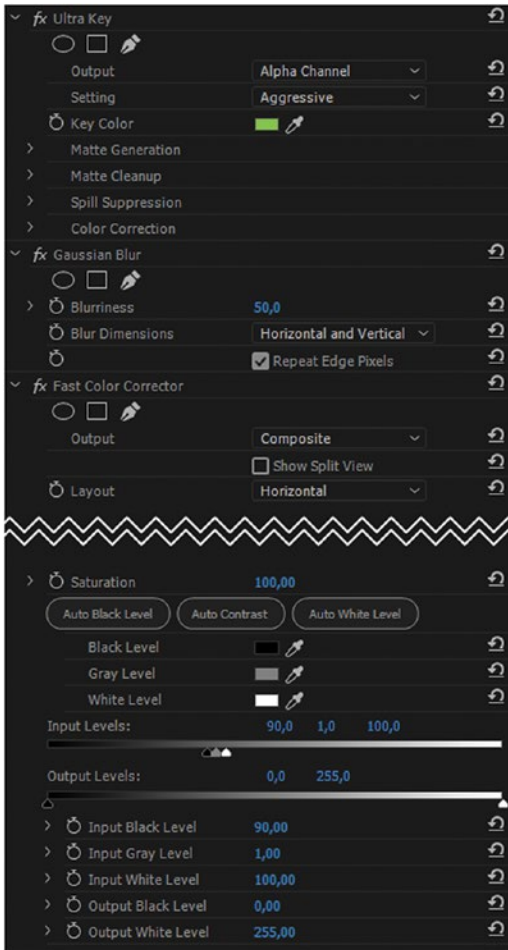 fx Ultra Key
Output Alpha Channel
Setting Aggressive
Key Color
Matte Generation
Matte Cleanup
Spill Suppression
Color Correction
fx Gaussian Blur
Blurriness 50,0
Blur Dimensions Horizontal and Vertical
Repeat Edge Pixels
fx Fast Color Corrector
Output Composite
Show Split View
Layout Horizontal
Saturation 100,00
Auto Black Level Auto Contrast Auto White Level
Black Level
Gray Level
White Level
Input Levels: 90,0 1,0 100,0
Output Levels: 0,0 255,0
Input Black Level 90,00
Input Gray Level 1,00
Input White Level 100,00
Output Black Level 0,00
Output White Level 255,00